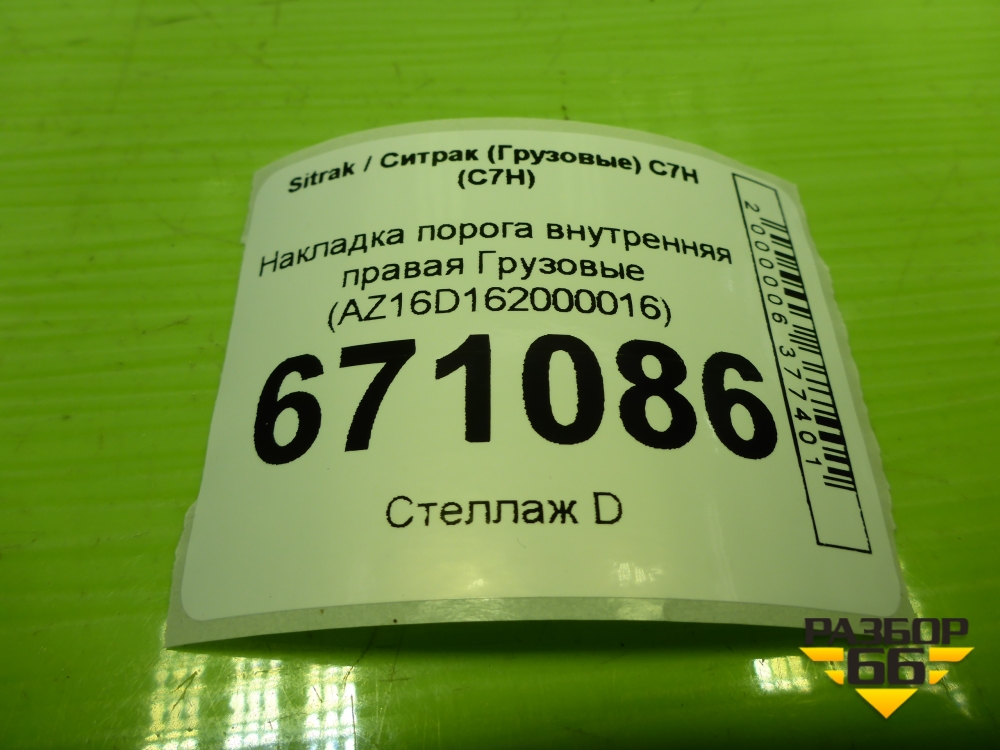 Sitrak / Ситрак (Грузовые) C7H
(C7H)
Накладка порога внутренняя
правая Грузовые
(AZ16D162000016)
671086
Стеллаж D
2000006377401
РАЗБОР
66